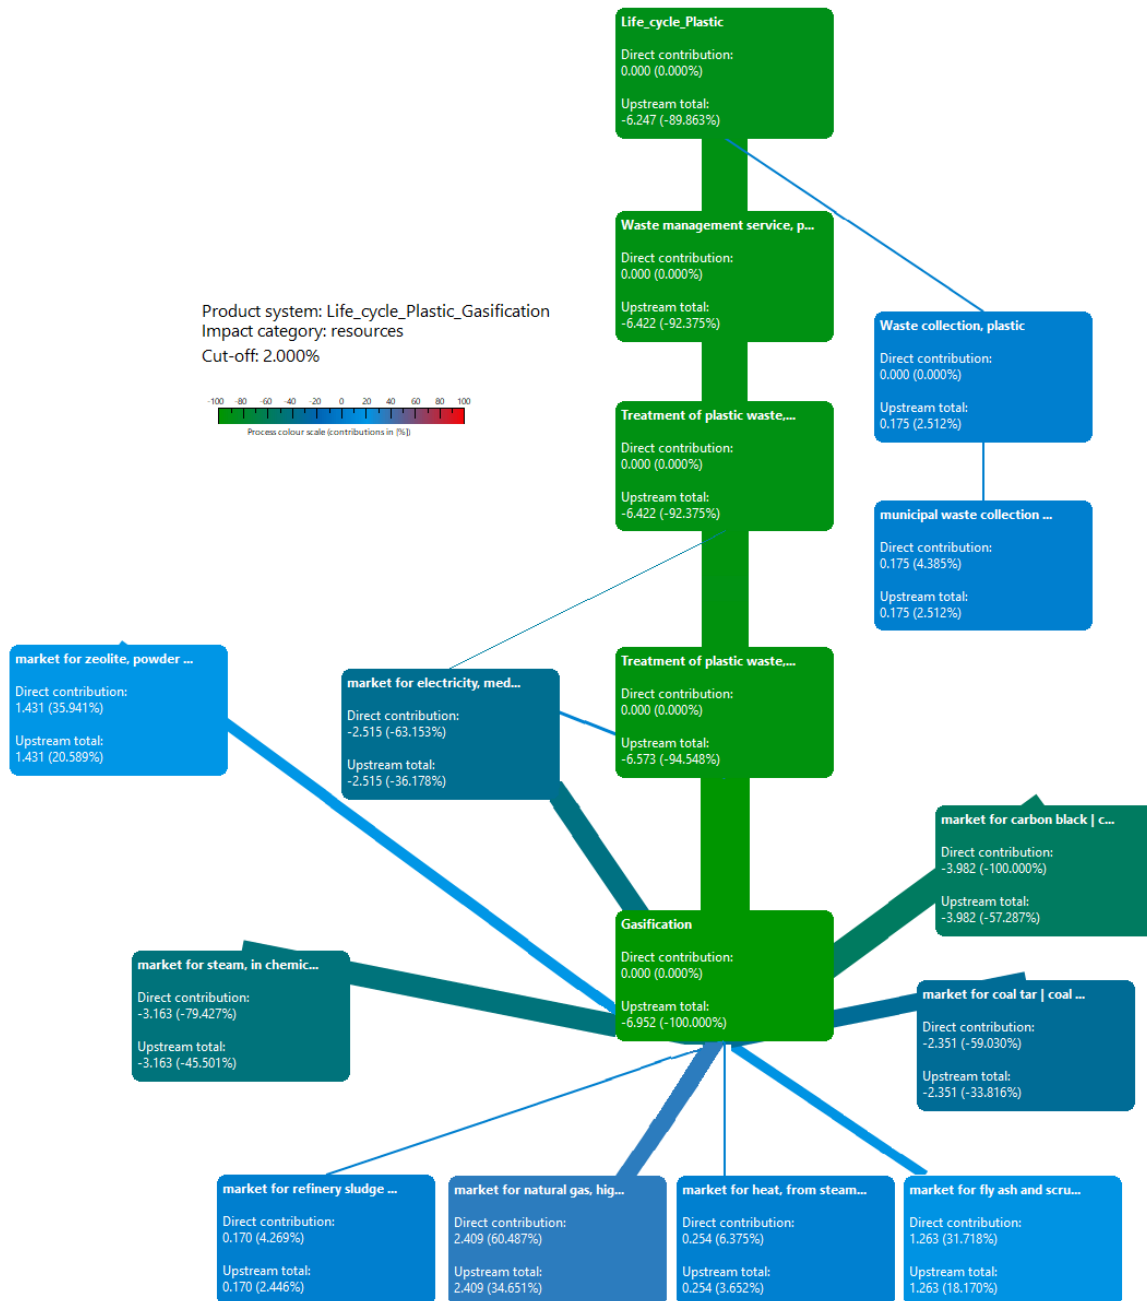 Life_cycle_Plastic
Direct contribution:
0.000 (0.000%)
Upstream total:
-6.247 (-89.863%)
Waste management service, p...
Direct contribution:
0.000 (0.000%)
Upstream total:
-6.422 (-92.375%)
Product system: Life_cycle_Plastic_Gasification
Impact category: resources
Cut-off: 2.000%
-100 -80 -60 -40 -20 0 20 40 60 80 100
Process colour scale (contributions in [%])
Waste collection, plastic
Direct contribution:
0.000 (0.000%)
Upstream total:
0.175 (2.512%)
Treatment of plastic waste,...
Direct contribution:
0.000 (0.000%)
Upstream total:
-6.422 (-92.375%)
municipal waste collection ...
Direct contribution:
0.175 (4.385%)
Upstream total:
0.175 (2.512%)
market for zeolite, powder ...
Direct contribution:
1.431 (35.941%)
Upstream total:
1.431 (20.589%)
market for electricity, med...
Direct contribution:
-2.515 (-63.153%)
Upstream total:
-2.515 (-36.178%)
Treatment of plastic waste,...
Direct contribution:
0.000 (0.000%)
Upstream total:
-6.573 (-94.548%)
market for carbon black | c...
Direct contribution:
-3.982 (-100.000%)
Upstream total:
-3.982 (-57.287%)
Gasification
Direct contribution:
0.000 (0.000%)
Upstream total:
-6.952 (-100.000%)
market for steam, in chemic...
Direct contribution:
-3.163 (-79.427%)
Upstream total:
-3.163 (-45.501%)
market for coal tar | coal ...
Direct contribution:
-2.351 (-59.030%)
Upstream total:
-2.351 (-33.816%)
market for refinery sludge ...
Direct contribution:
0.170 (4.269%)
Upstream total:
0.170 (2.446%)
market for natural gas, hig...
Direct contribution:
2.409 (60.487%)
Upstream total:
2.409 (34.651%)
market for heat, from steam...
Direct contribution:
0.254 (6.375%)
Upstream total:
0.254 (3.652%)
market for fly ash and scru...
Direct contribution:
1.263 (31.718%)
Upstream total:
1.263 (18.170%)